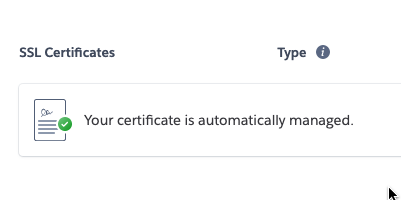 SSL Certificates Type i
Your certificate is automatically managed.